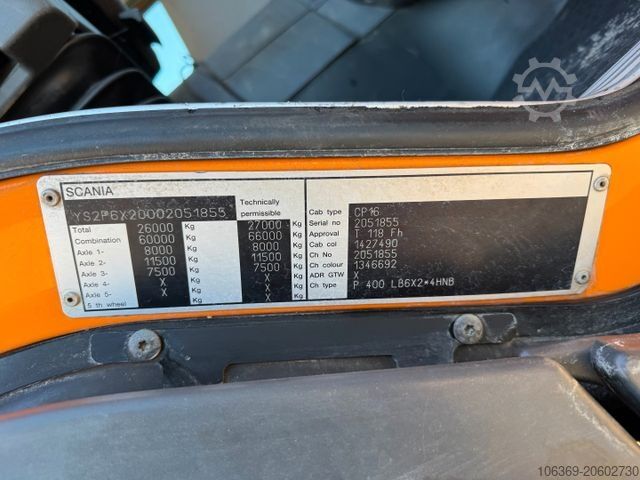 SCANIA
YS2P6X20002051855
Technically
permissible
Total 26000 Kg 27000 Kg
Combination 60000 Kg 66000 Kg
Axle 1- 8000 Kg 8000 Kg
Axle 2- 11500 Kg 11500 Kg
Axle 3- 7500 Kg 7500 Kg
Axle 4- X Kg X Kg
Axle 5- X Kg X Kg
5 th wheel X Kg X Kg
Cab type CP16
Serial no 2051855
Approval T 118 Fh
Cab col 1427490
Ch No 2051855
Ch colour 1346692
ADR GTW X
Ch type P 400 LB6X2*4HNB
106369-20602730